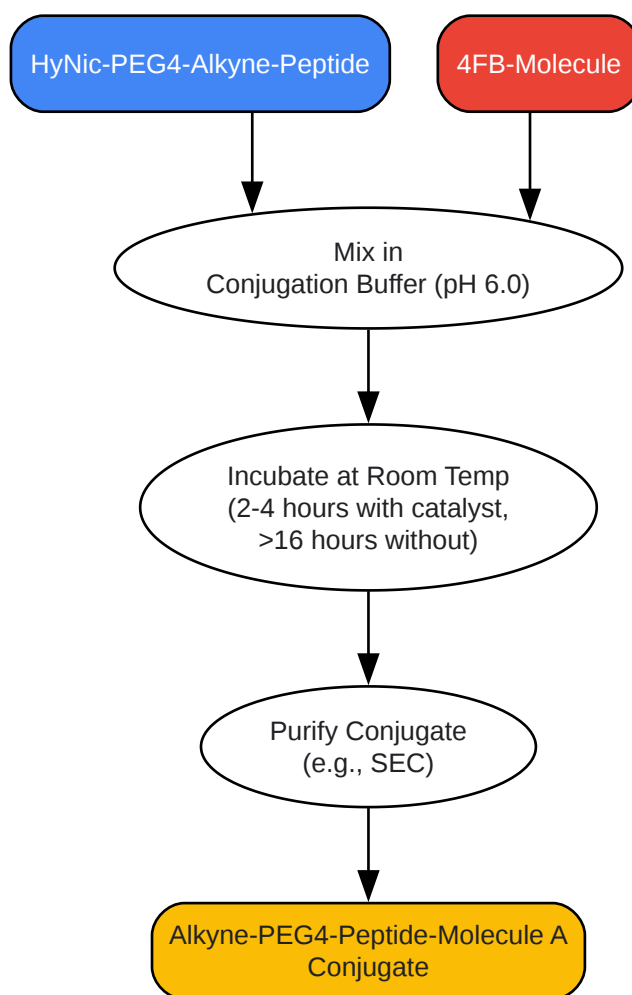 HyNic-PEG4-Alkyne-Peptide
4FB-Molecule
Mix in
Conjugation Buffer (pH 6.0)
Incubate at Room Temp
(2-4 hours with catalyst,
>16 hours without)
Purify Conjugate
(e.g., SEC)
Alkyne-PEG4-Peptide-Molecule A
Conjugate